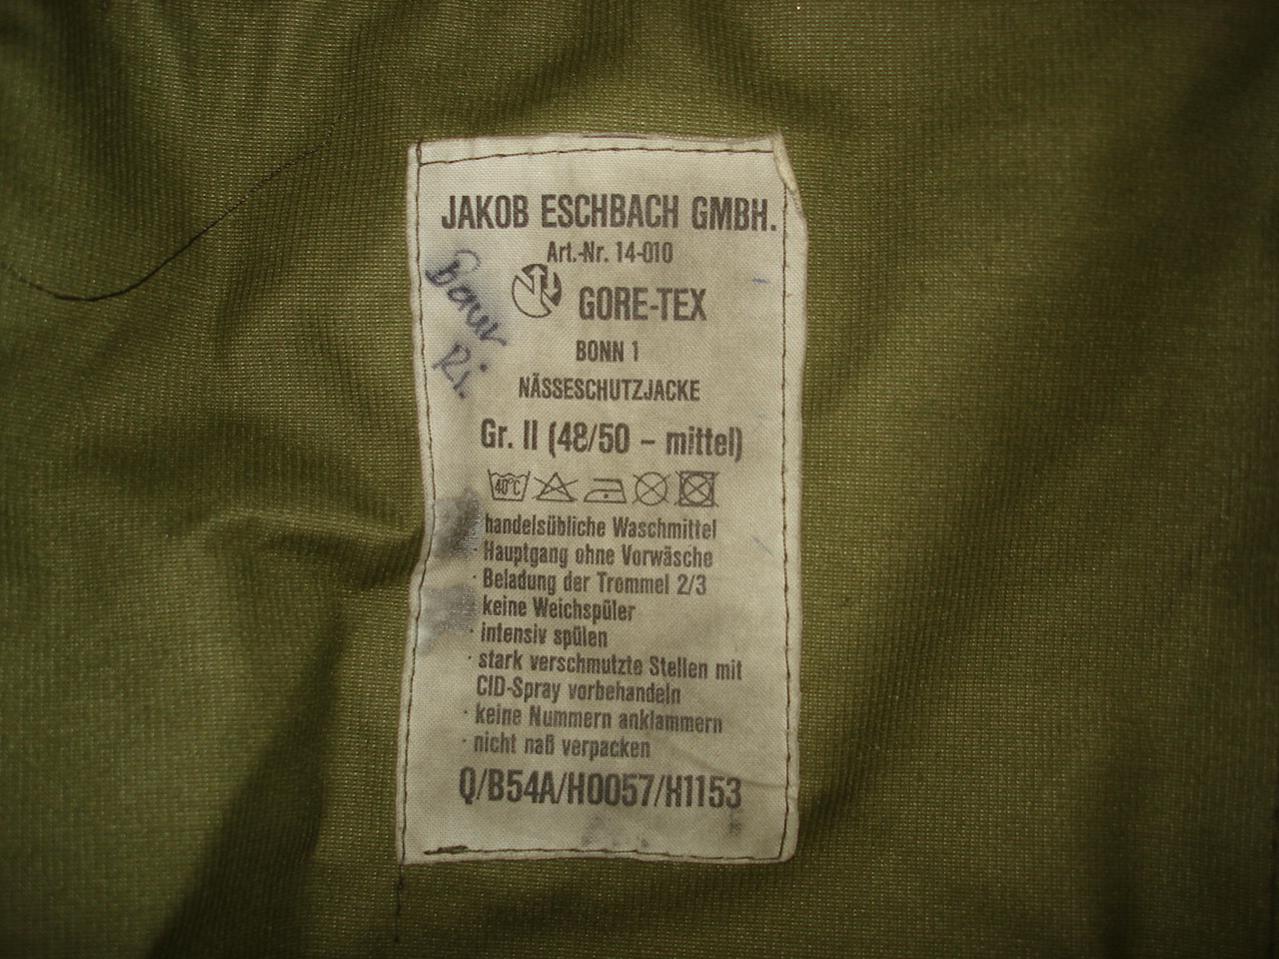 JAKOB ESCHBACH GMBH.
Art.-Nr. 14-010
GORE-TEX
BONN 1
NÄSSESCHUTZJACKE
Gr. II (48/50 – mittel)
40°C
· handelsübliche Waschmittel
· Hauptgang ohne Vorwäsche
· Beladung der Trommel 2/3
· keine Weichspüler
· intensiv spülen
· stark verschmutzte Stellen mit
CID-Spray vorbehandeln
· keine Nummern anklammern
· nicht naß verpacken
Q/B54A/H0057/H1153
Baur
Ri.